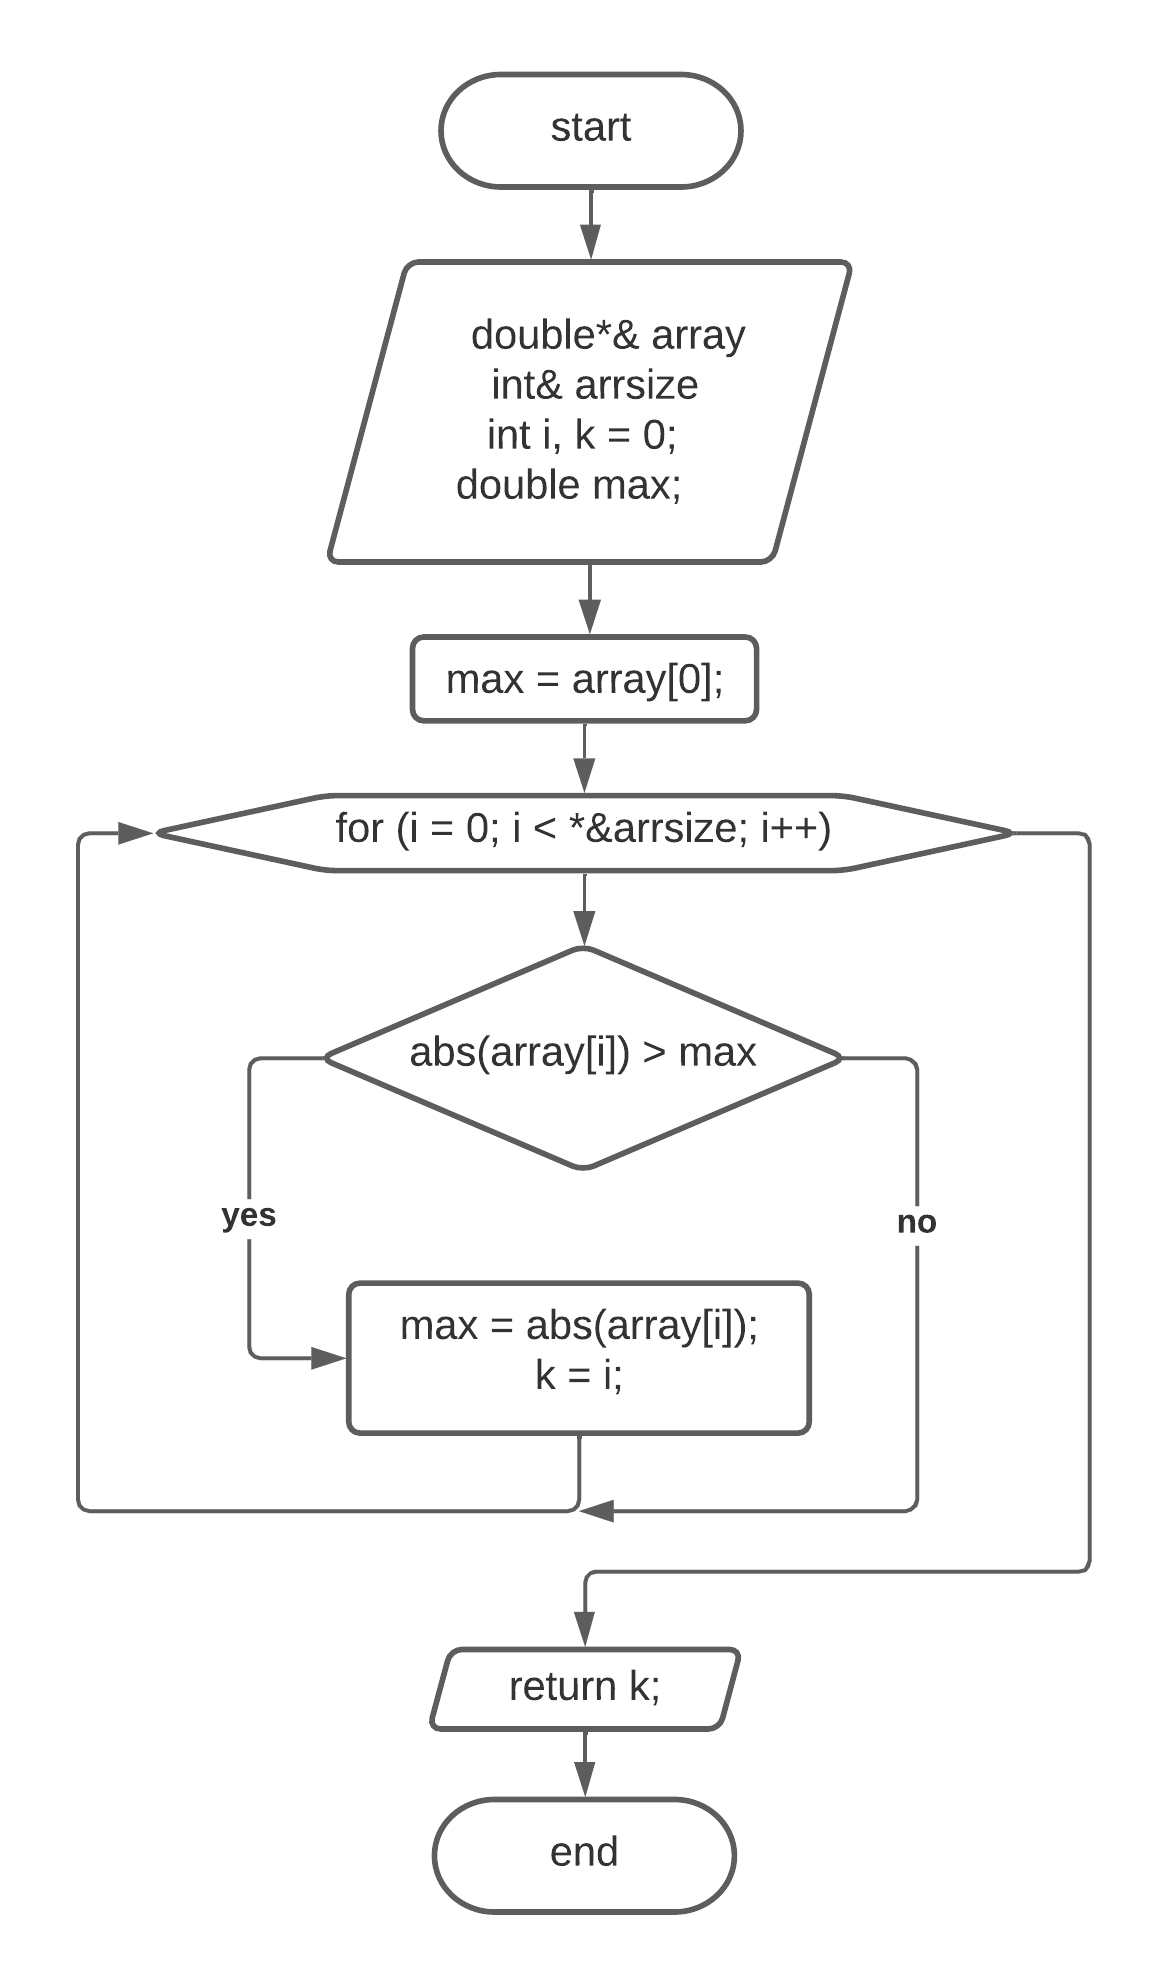 start
double*& array
int& arrsize
int i, k = 0;
double max;
max = array[0];
for (i = 0; i < *&arrsize; i++)
abs(array[i]) > max
yes
no
max = abs(array[i]);
k = i;
return k;
end